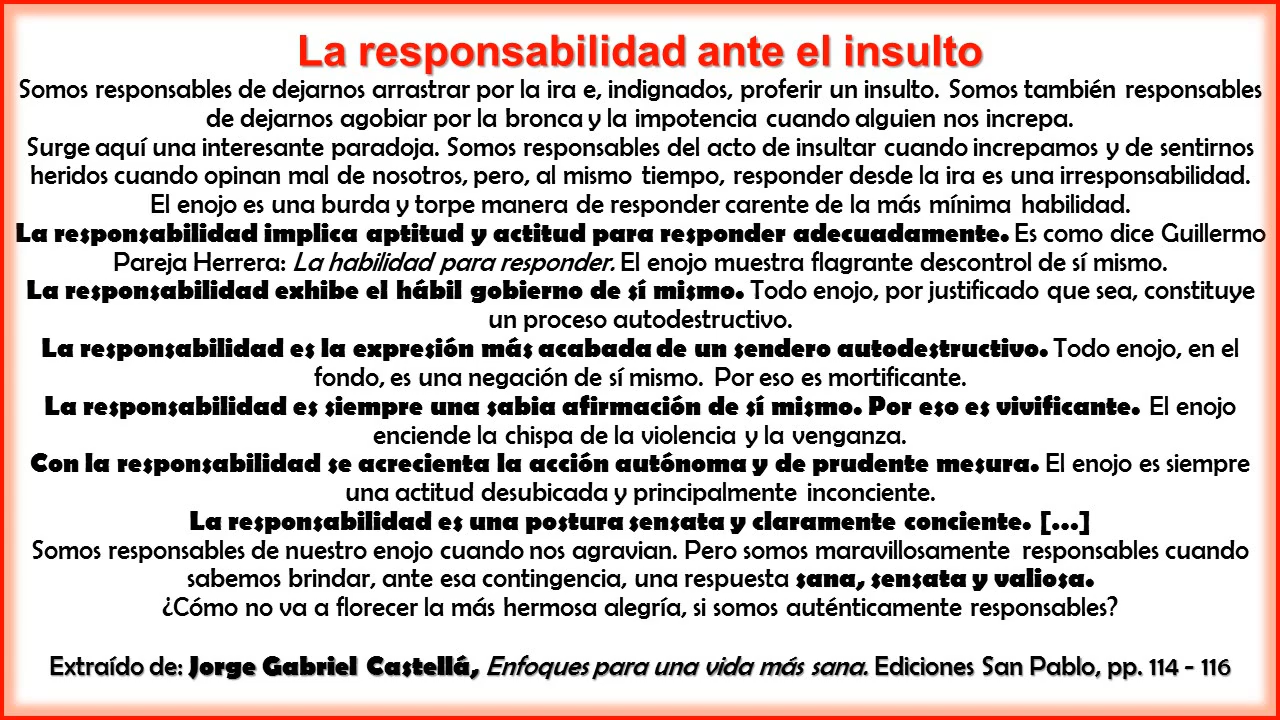 La responsabilidad ante el insulto
Somos responsables de dejarnos arrastrar por la ira e, indignados, proferir un insulto. Somos también responsables
de dejarnos agobiar por la bronca y la impotencia cuando alguien nos increpa.
Surge aquí una interesante paradoja. Somos responsables del acto de insultar cuando increpamos y de sentirnos
heridos cuando opinan mal de nosotros, pero, al mismo tiempo, responder desde la ira es una irresponsabilidad.
El enojo es una burda y torpe manera de responder carente de la más mínima habilidad.
La responsabilidad implica aptitud y actitud para responder adecuadamente. Es como dice Guillermo
Pareja Herrera: La habilidad para responder. El enojo muestra flagrante descontrol de sí mismo.
La responsabilidad exhibe el hábil gobierno de sí mismo. Todo enojo, por justificado que sea, constituye
un proceso autodestructivo.
La responsabilidad es la expresión más acabada de un sendero autodestructivo. Todo enojo, en el
fondo, es una negación de sí mismo. Por eso es mortificante.
La responsabilidad es siempre una sabia afirmación de sí mismo. Por eso es vivificante. El enojo
enciende la chispa de la violencia y la venganza.
Con la responsabilidad se acrecienta la acción autónoma y de prudente mesura. El enojo es siempre
una actitud desubicada y principalmente inconciente.
La responsabilidad es una postura sensata y claramente conciente. [...]
Somos responsables de nuestro enojo cuando nos agravian. Pero somos maravillosamente responsables cuando
sabemos brindar, ante esa contingencia, una respuesta sana, sensata y valiosa.
¿Cómo no va a florecer la más hermosa alegría, si somos auténticamente responsables?
Extraído de: Jorge Gabriel Castellá, Enfoques para una vida más sana. Ediciones San Pablo, pp. 114 - 116